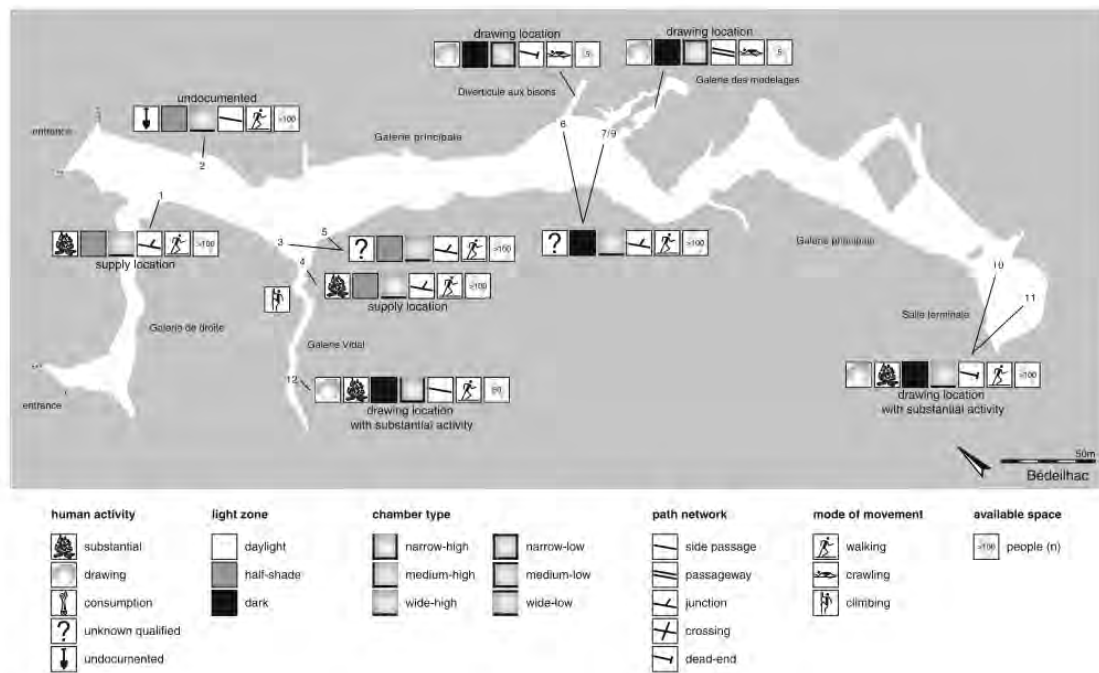 drawing location
5
Diverticule aux bisons
drawing location
5
Galerie des modelages
undocumented
>100
entrance
Galerie principale
2
6
7/9
1
>100
supply location
3
5
?
>100
4
>100
supply location
?
>100
Galerie principale
10
11
Galerie de droite
Galerie Vidal
Salle terminale
12
drawing location
with substantial activity
>100
drawing location
with substantial activity
entrance
50m
Bédeilhac
human activity
substantial
drawing
consumption
? unknown qualified
undocumented
light zone
daylight
half-shade
dark
chamber type
narrow-high
medium-high
wide-high
narrow-low
medium-low
wide-low
path network
side passage
passageway
junction
crossing
dead-end
mode of movement
walking
crawling
climbing
available space
>100 people (n)